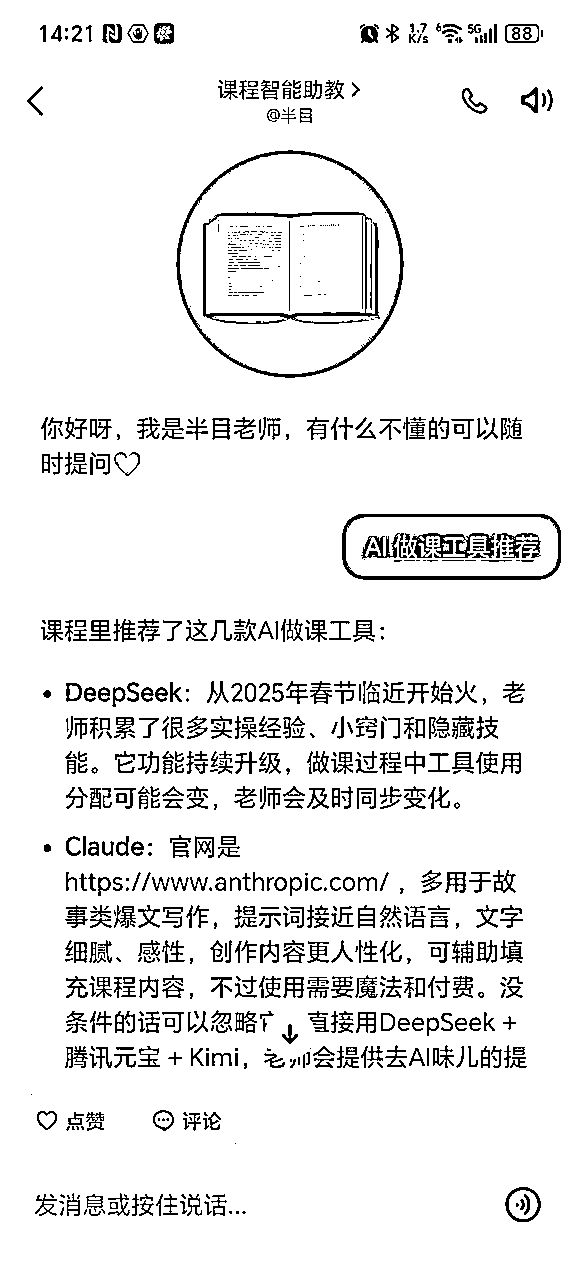 14:21
1.7 K/s 6 5G 88
课程智能助教
@半目
你好呀，我是半目老师，有什么不懂的可以随
时提问♡
AI做课工具推荐
课程里推荐了这几款AI做课工具：
• DeepSeek：从2025年春节临近开始火，老
师积累了很多实操经验、小窍门和隐藏技
能。它功能持续升级，做课过程中工具使用
分配可能会变，老师会及时同步变化。
• Claude：官网是
https://www.anthropic.com/ ，多用于故
事类爆文写作，提示词接近自然语言，文字
细腻、感性，创作内容更人性化，可辅助填
充课程内容，不过使用需要魔法和付费。没
条件的话可以忽略 直接用DeepSeek +
腾讯元宝 + Kimi，老师会提供去AI味儿的提
点赞 评论
发消息或按住说话...